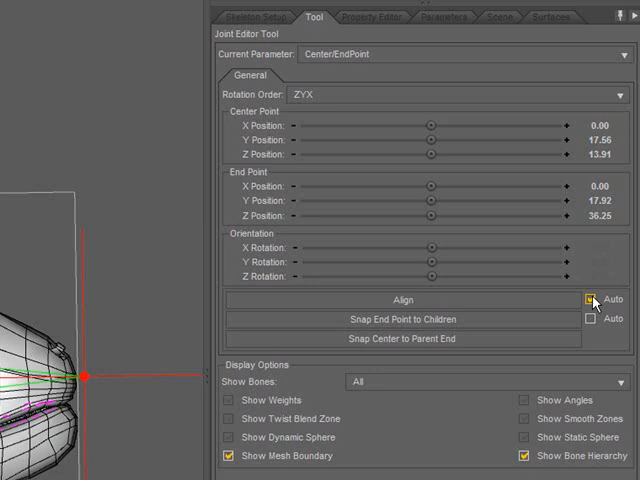 Skeleton Setup Tool Property Editor Parameters Scene Surfaces
Joint Editor Tool
Current Parameter: Center/EndPoint
General
Rotation Order: ZYX
Center Point
X Position: - + 0.00
Y Position: - + 17.56
Z Position: - + 13.91
End Point
X Position: - + 0.00
Y Position: - + 17.92
Z Position: - + 36.25
Orientation
X Rotation: - +
Y Rotation: - +
Z Rotation: - +
Align Auto
Snap End Point to Children Auto
Snap Center to Parent End
Display Options
Show Bones: All
Show Weights Show Angles
Show Twist Blend Zone Show Smooth Zones
Show Dynamic Sphere Show Static Sphere
Show Mesh Boundary Show Bone Hierarchy